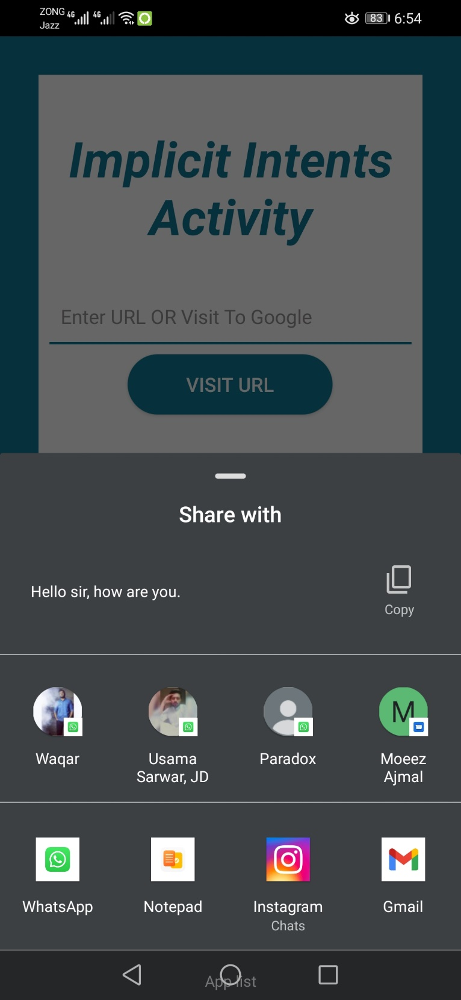 ZONG 4G 4G 83 6:54
Jazz
Implicit Intents
Activity
Enter URL OR Visit To Google
VISIT URL
Share with
Hello sir, how are you.
Copy
M
Waqar Usama Paradox Moeez
Sarwar, JD Ajmal
WhatsApp Notepad Instagram Gmail
Chats
App list